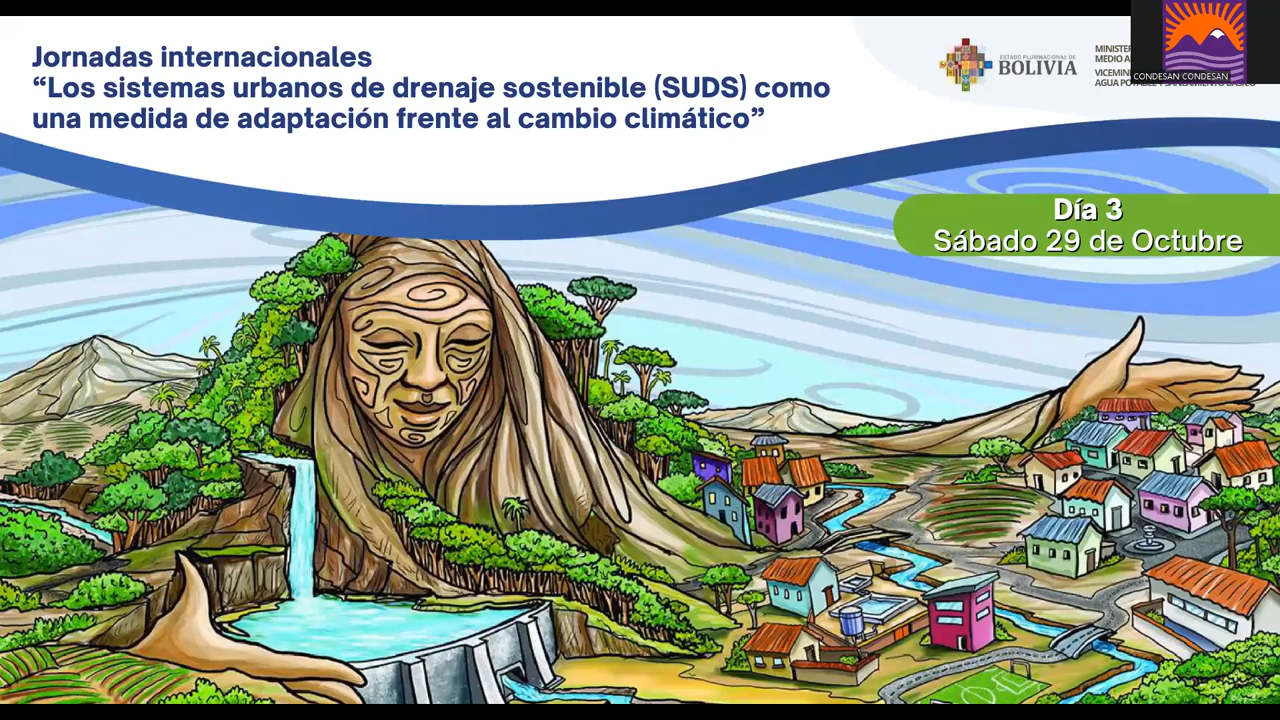 Jornadas internacionales
“Los sistemas urbanos de drenaje sostenible (SUDS) como
una medida de adaptación frente al cambio climático”
ESTADO PLURINACIONAL DE
BOLIVIA
CONDESAN CONDESAN
Día 3
Sábado 29 de Octubre